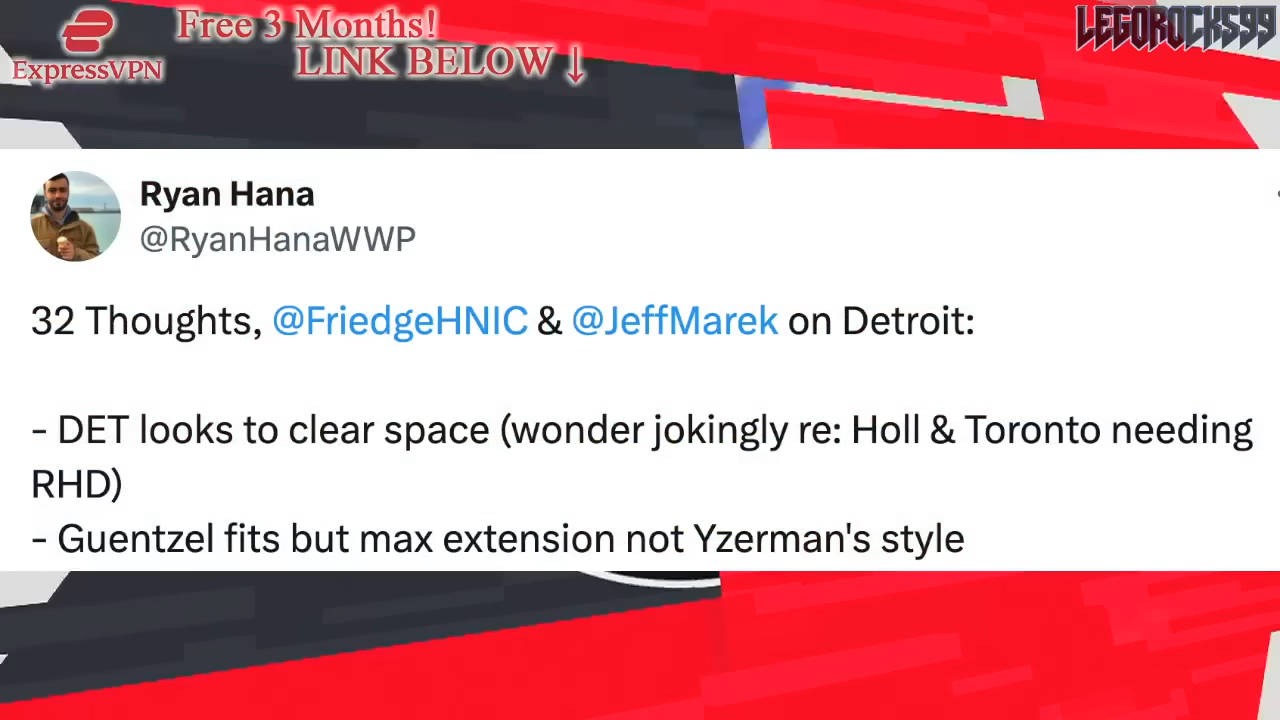 Free 3 Months!
LINK BELOW ↓
ExpressVPN
LEGOROCKS99
Ryan Hana
@RyanHanaWWP
32 Thoughts, @FriedgeHNIC & @JeffMarek on Detroit:
- DET looks to clear space (wonder jokingly re: Holl & Toronto needing
RHD)
- Guentzel fits but max extension not Yzerman's style